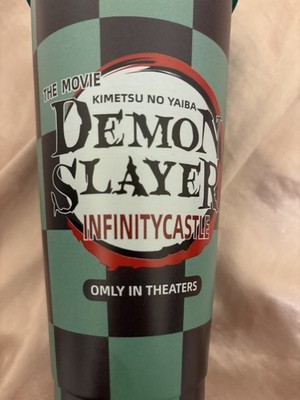 THE MOVIE
KIMETSU NO YAIBA
DEMON
SLAYER
INFINITYCASTLE
OMLY IN THEATERS